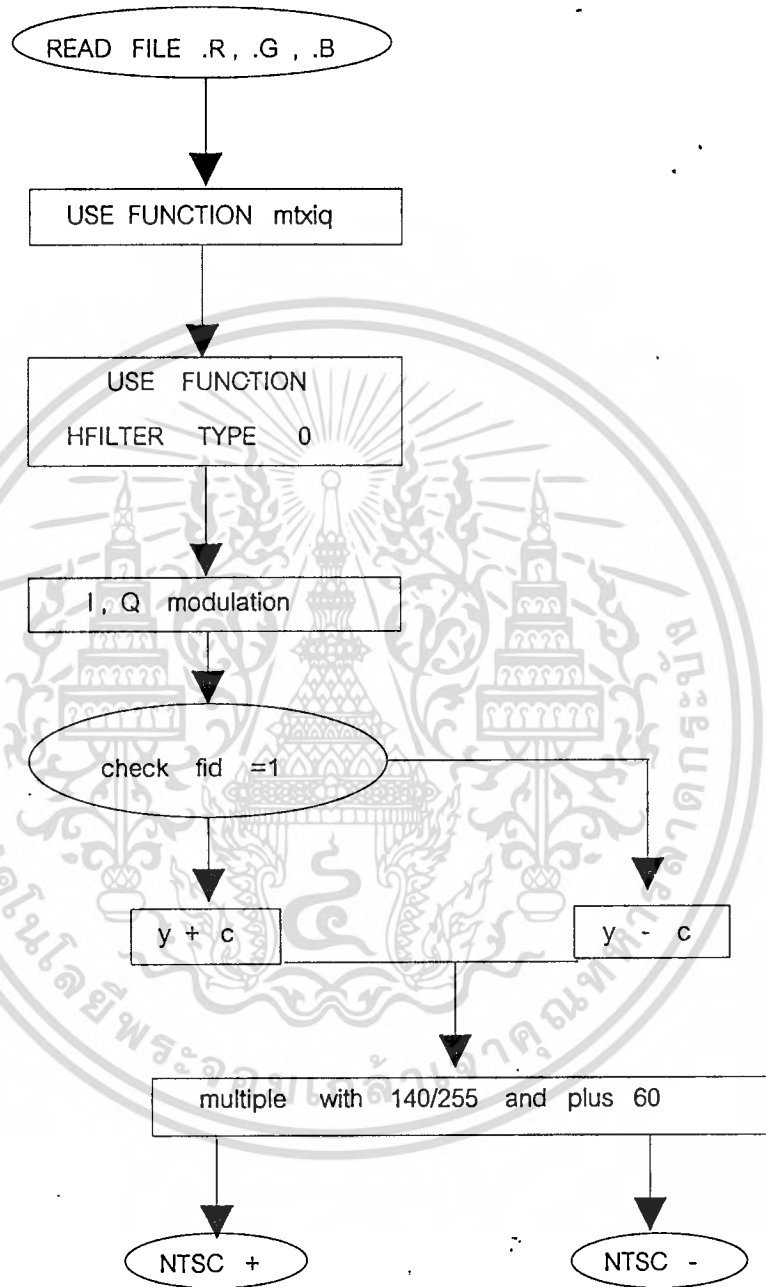 READ FILE .R, .G , .B
USE FUNCTION mtxiq
USE FUNCTION
HFILTER TYPE 0
I, Q modulation
check fid =1
y + c
y - c
multiple with 140/255 and plus 60
NTSC +
NTSC -